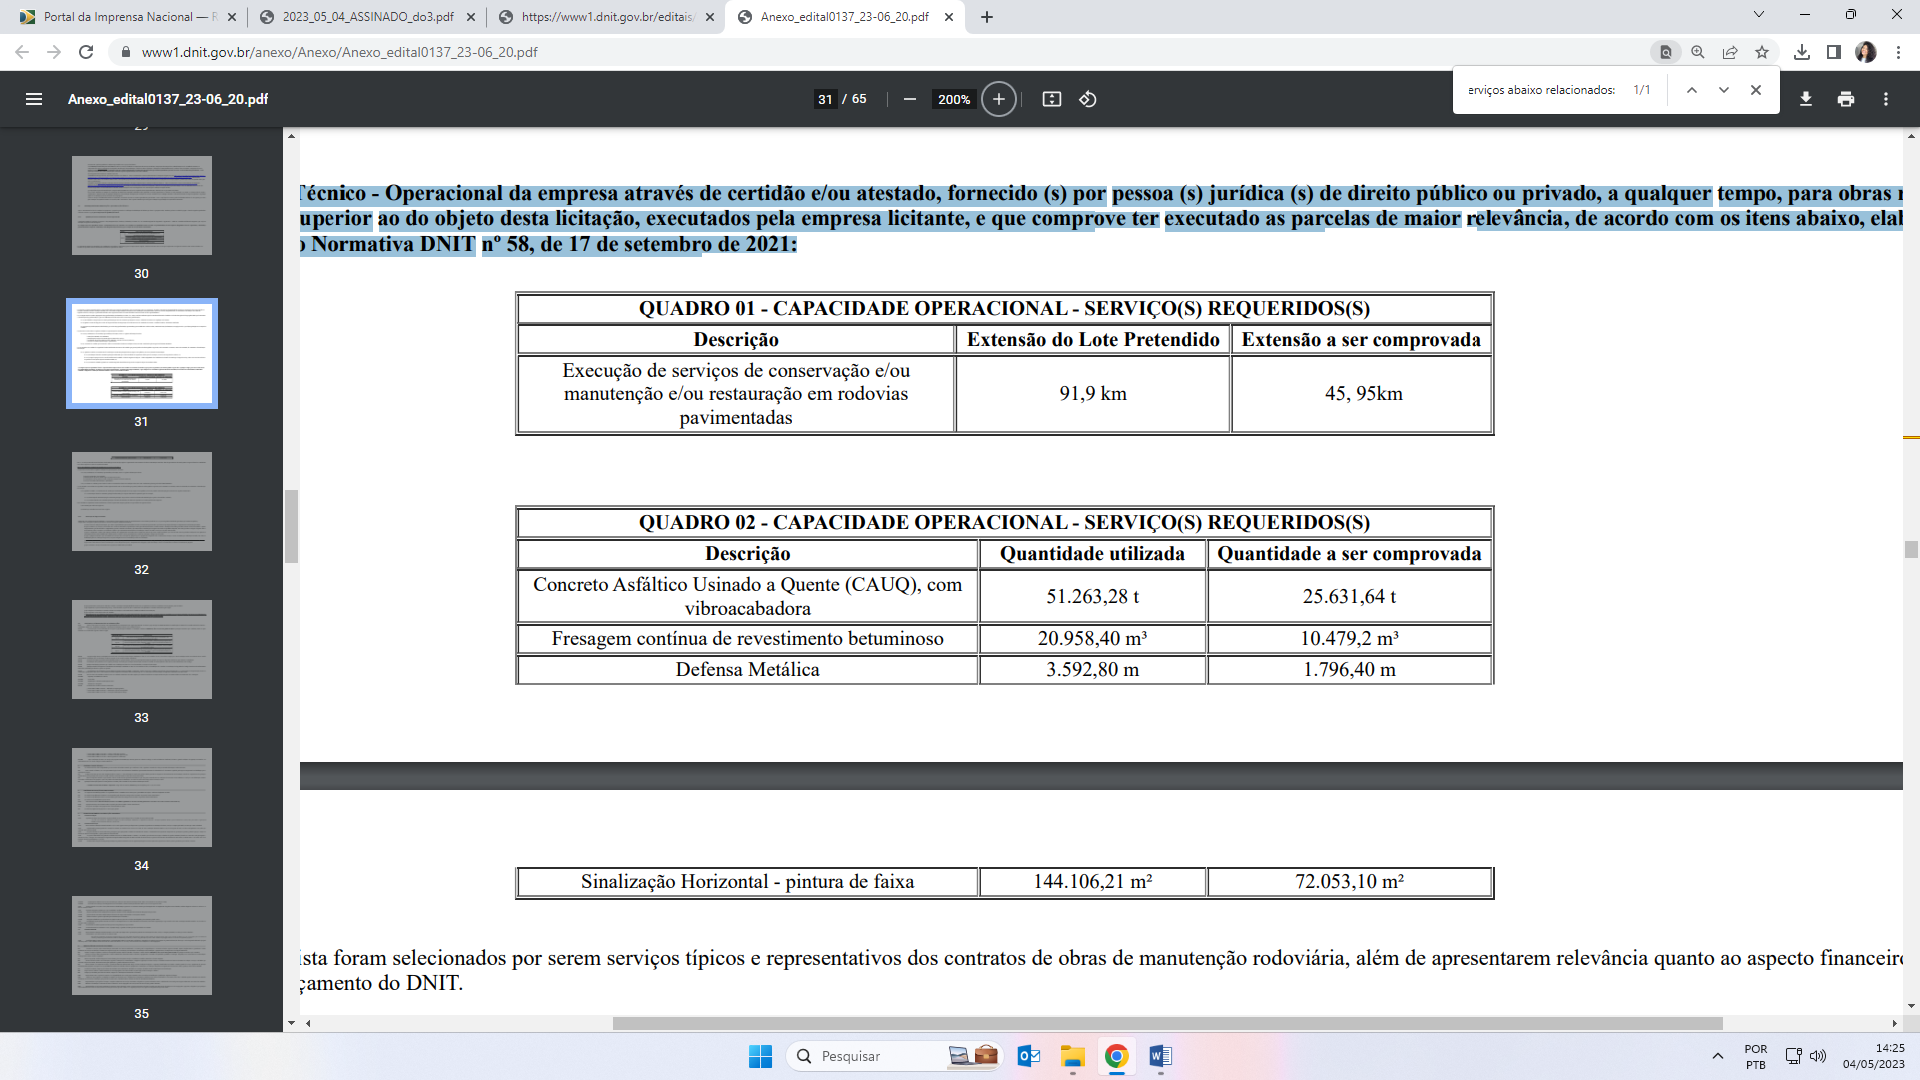 Portal da Imprensa Nacional — R
2023_05_04_ASSINADO_do3.pdf
https://www1.dnit.gov.br/editais/
Anexo_edital0137_23-06_20.pdf
www1.dnit.gov.br/anexo/Anexo/Anexo_edital0137_23-06_20.pdf
erviços abaixo relacionados: 1/1
Anexo_edital0137_23-06_20.pdf
31 / 65
200%
30
31
32
33
34
35
Técnico - Operacional da empresa através de certidão e/ou atestado, fornecido (s) por pessoa (s) jurídica (s) de direito público ou privado, a qualquer tempo, para obras
uperior ao do objeto desta licitação, executados pela empresa licitante, e que comprove ter executado as parcelas de maior relevância, de acordo com os itens abaixo, elab
o Normativa DNIT nº 58, de 17 de setembro de 2021:
QUADRO 01 - CAPACIDADE OPERACIONAL - SERVIÇO(S) REQUERIDOS(S)
Descrição Extensão do Lote Pretendido Extensão a ser comprovada
Execução de serviços de conservação e/ou
manutenção e/ou restauração em rodovias
pavimentadas
91,9 km
45, 95km
QUADRO 02 - CAPACIDADE OPERACIONAL - SERVIÇO(S) REQUERIDOS(S)
Descrição Quantidade utilizada Quantidade a ser comprovada
Concreto Asfáltico Usinado a Quente (CAUQ), com
vibroacabadora
51.263,28 t
25.631,64 t
Fresagem contínua de revestimento betuminoso 20.958,40 m³ 10.479,2 m³
Defensa Metálica 3.592,80 m 1.796,40 m
Sinalização Horizontal - pintura de faixa 144.106,21 m² 72.053,10 m²
ista foram selecionados por serem serviços típicos e representativos dos contratos de obras de manutenção rodoviária, além de apresentarem relevância quanto ao aspecto financeiro
çamento do DNIT.
Pesquisar
POR
PTB
14:25
04/05/2023